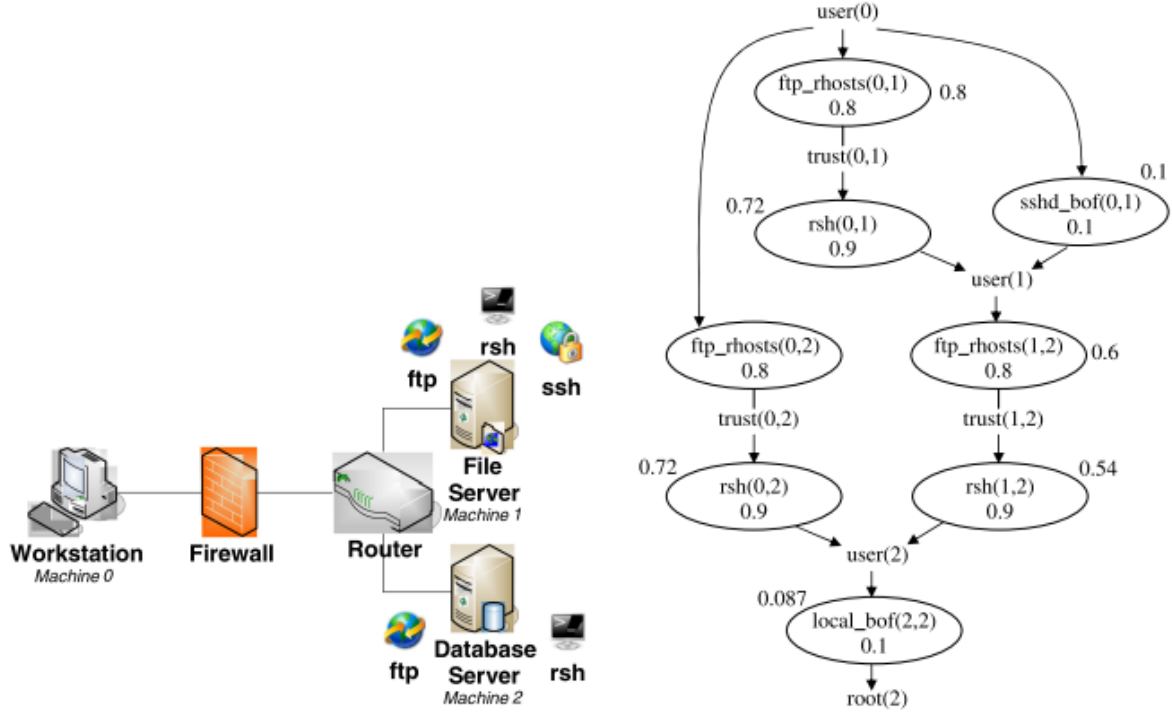 rsh
ftp
ssh
File
Server
Machine 1
Workstation
Machine 0
Firewall
Router
ftp
Database
Server
Machine 2
rsh
user(0)
ftp_rhosts(0,1)
0.8
0.8
trust(0,1)
0.72
rsh(0,1)
0.9
0.1
sshd_bof(0,1)
0.1
user(1)
ftp_rhosts(0,2)
0.8
ftp_rhosts(1,2)
0.8
0.6
trust(0,2)
trust(1,2)
0.72
rsh(0,2)
0.9
0.54
rsh(1,2)
0.9
user(2)
0.087
local_bof(2,2)
0.1
root(2)